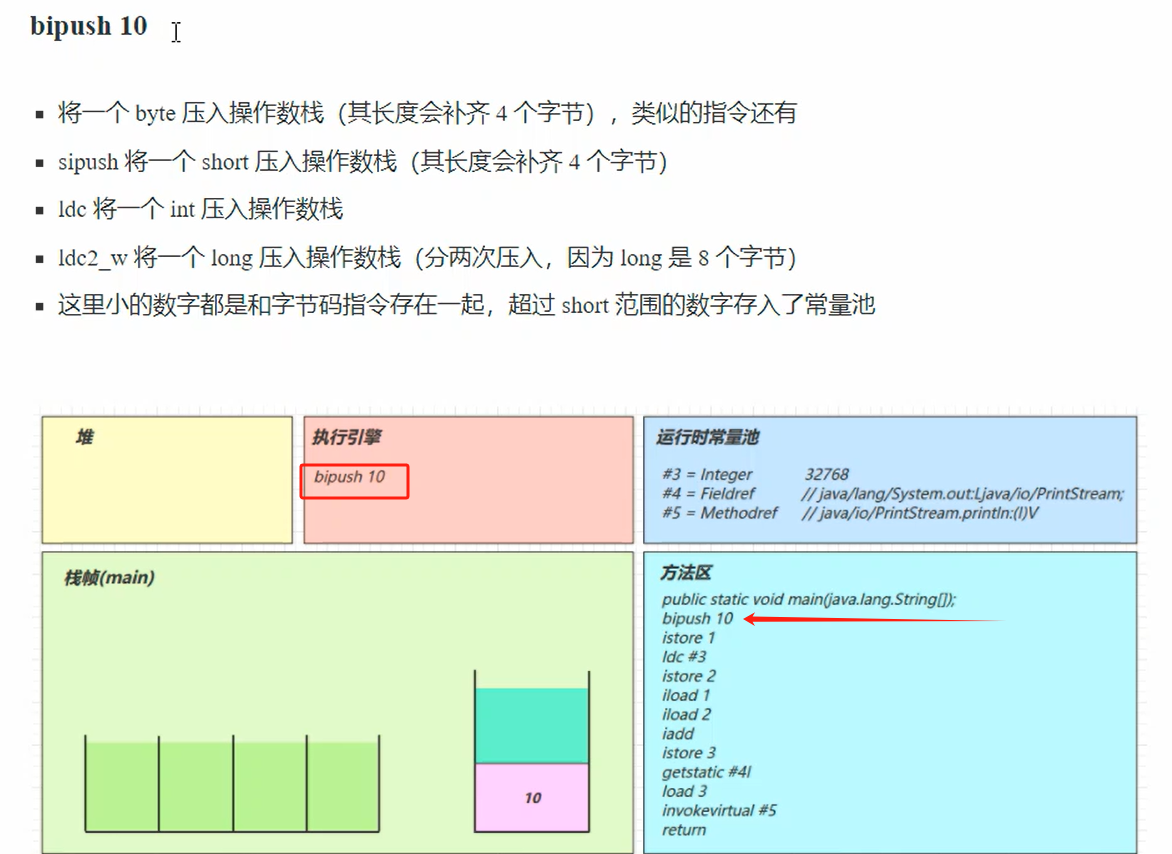 bipush 10
将一个 byte 压入操作数栈（其长度会补齐 4 个字节），类似的指令还有
sipush 将一个 short 压入操作数栈（其长度会补齐 4 个字节）
ldc 将一个 int 压入操作数栈
ldc2_w 将一个 long 压入操作数栈（分两次压入，因为 long 是 8 个字节）
这里小的数字都是和字节码指令存在一起，超过 short 范围的数字存入了常量池
堆
执行引擎
bipush 10
运行时常量池
#3 = Integer 32768
#4 = Fieldref // java/lang/System.out:Ljava/io/PrintStream;
#5 = Methodref // java/io/PrintStream.println:(I)V
栈帧(main)
10
方法区
public static void main(java.lang.String[]);
bipush 10
istore 1
ldc #3
istore 2
iload 1
iload 2
iadd
istore 3
getstatic #4i
load 3
invokevirtual #5
return